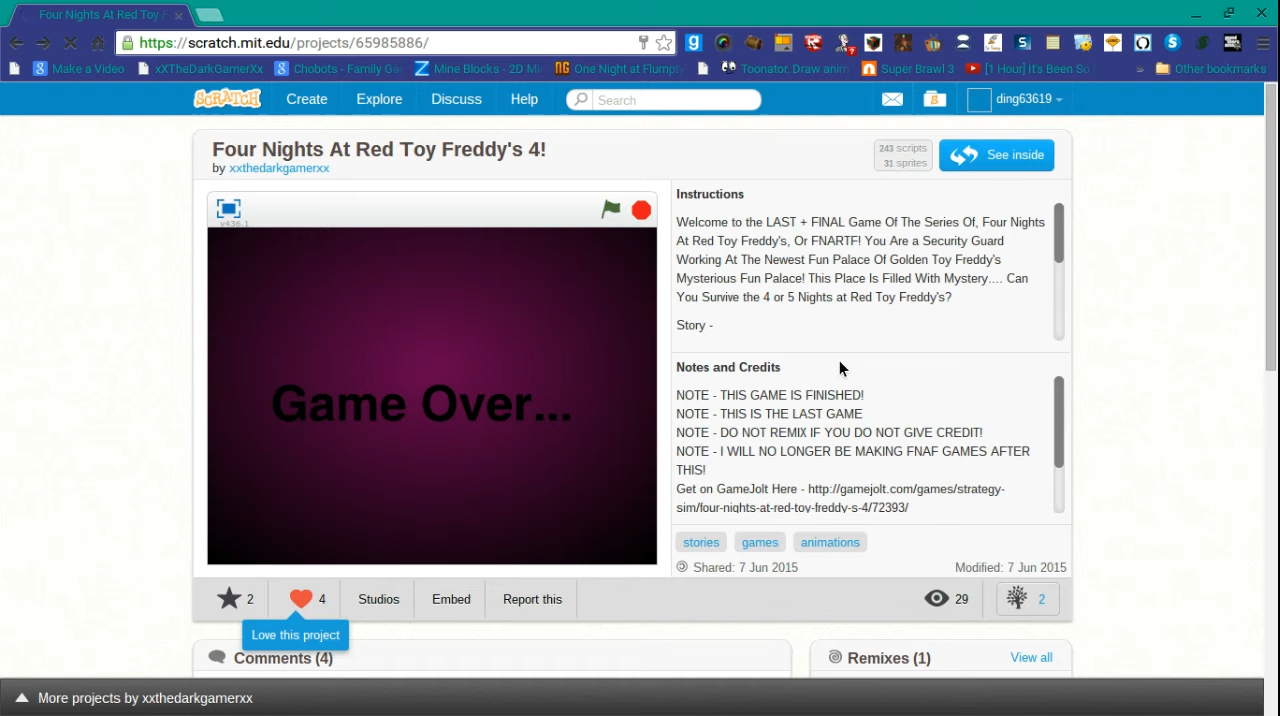 Four Nights At Red Toy F
https://scratch.mit.edu/projects/65985886/
Make a Video
xXTheDarkGamerXx
Chobots - Family G
Mine Blocks - 2D Mi
One Night at Flumpt
Toonator. Draw anim
Super Brawl 3
[1 Hour] It's Been So
»
Other bookmarks
SCRATCH
Create
Explore
Discuss
Help
Search
ding63619
Four Nights At Red Toy Freddy's 4!
by xxthedarkgamerxx
243 scripts
31 sprites
See inside
v436.1
Game Over...
Instructions
Welcome to the LAST + FINAL Game Of The Series Of, Four Nights
At Red Toy Freddy's, Or FNARTF! You Are a Security Guard
Working At The Newest Fun Palace Of Golden Toy Freddy's
Mysterious Fun Palace! This Place Is Filled With Mystery.... Can
You Survive the 4 or 5 Nights at Red Toy Freddy's?
Story -
Notes and Credits
NOTE - THIS GAME IS FINISHED!
NOTE - THIS IS THE LAST GAME
NOTE - DO NOT REMIX IF YOU DO NOT GIVE CREDIT!
NOTE - I WILL NO LONGER BE MAKING FNAF GAMES AFTER
THIS!
Get on GameJolt Here - http://gamejolt.com/games/strategy-
sim/four-nights-at-red-toy-freddy-s-4/72393/
stories
games
animations
Shared: 7 Jun 2015
Modified: 7 Jun 2015
2
4
Studios
Embed
Report this
29
2
Love this project
Comments (4)
Remixes (1)
View all
More projects by xxthedarkgamerxx